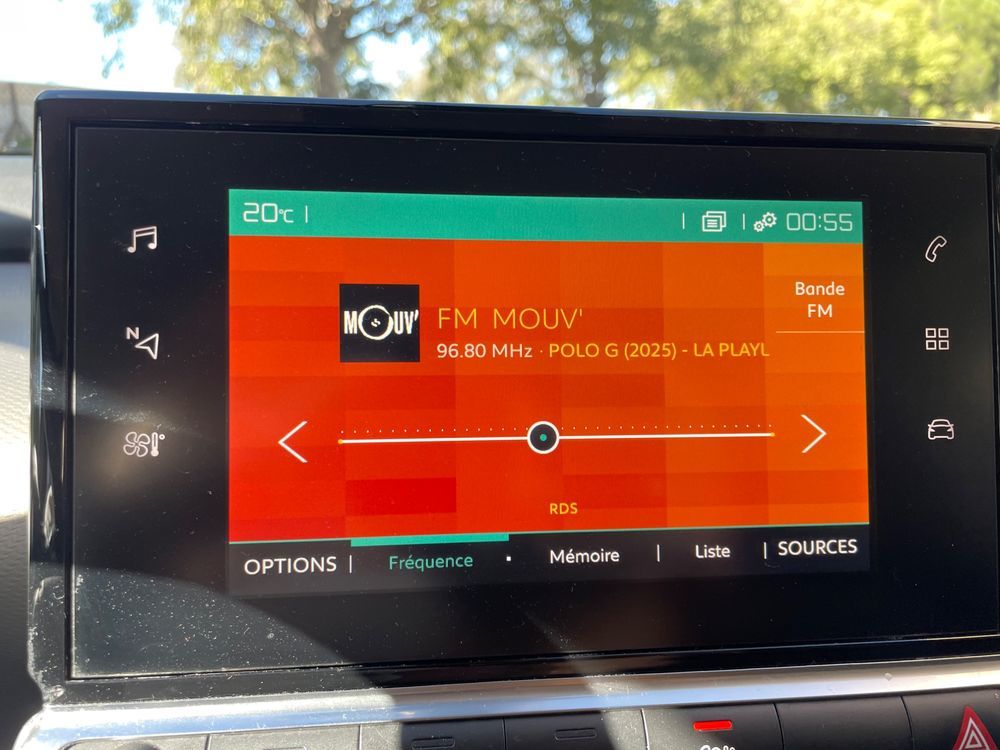 20°C
00:55
N
Bande
FM
MOUV'
FM MOUV'
96.80 MHz · POLO G (2025) - LA PLAYL
RDS
OPTIONS
Fréquence
Mémoire
Liste
SOURCES